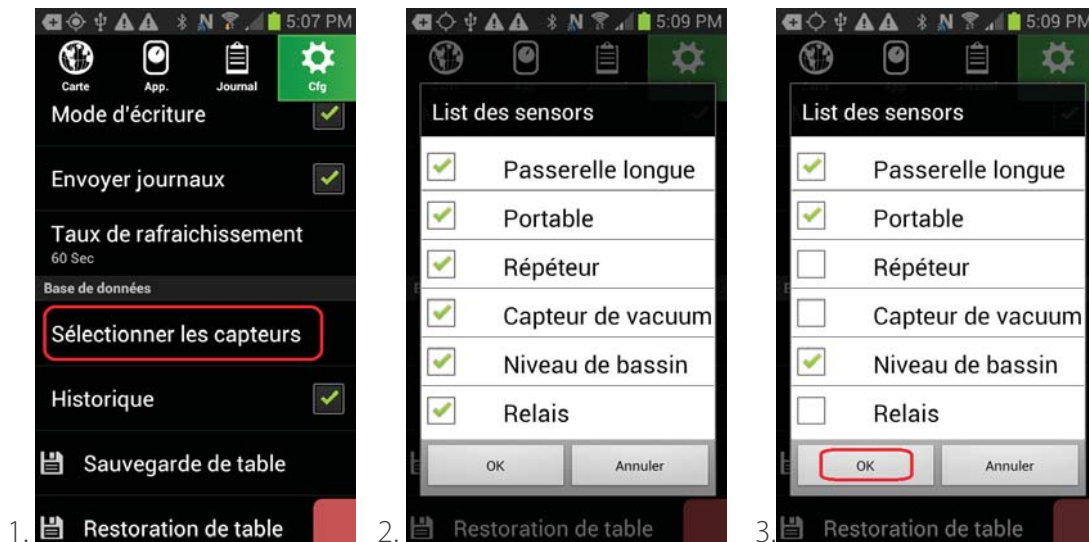 5:07 PM
Carte App. Journal Cfg
Mode d'écriture
Envoyer journaux
Taux de rafraichissement
60 Sec
Base de données
Sélectionner les capteurs
Historique
Sauvegarde de table
1. Restoration de table
5:09 PM
List des sensors
Passerelle longue
Portable
Répéteur
Capteur de vacuum
Niveau de bassin
Relais
OK Annuler
2. Restoration de table
5:09 PM
List des sensors
Passerelle longue
Portable
Répéteur
Capteur de vacuum
Niveau de bassin
Relais
OK Annuler
3. Restoration de table